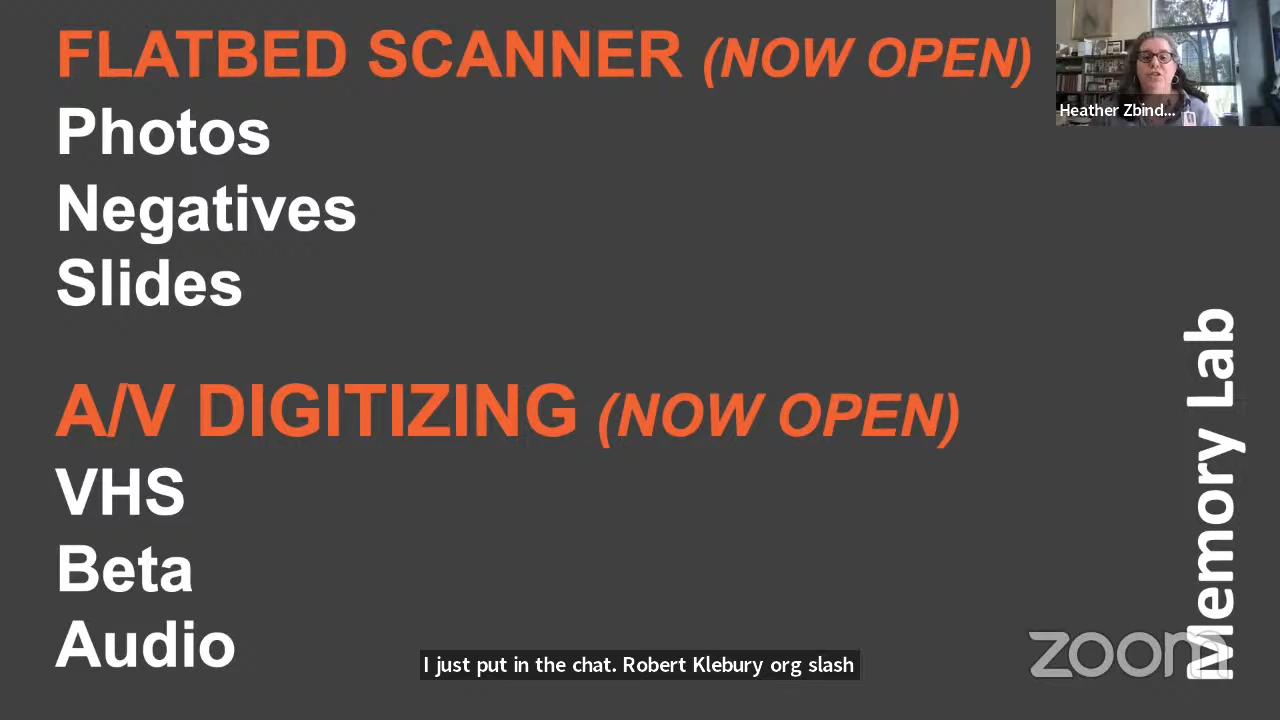 FLATBED SCANNER (NOW OPEN)
Photos
Negatives
Slides
A/V DIGITIZING (NOW OPEN)
VHS
Beta
Audio
Memory Lab
Heather Zbind...
I just put in the chat. Robert Klebury org slash
zoom